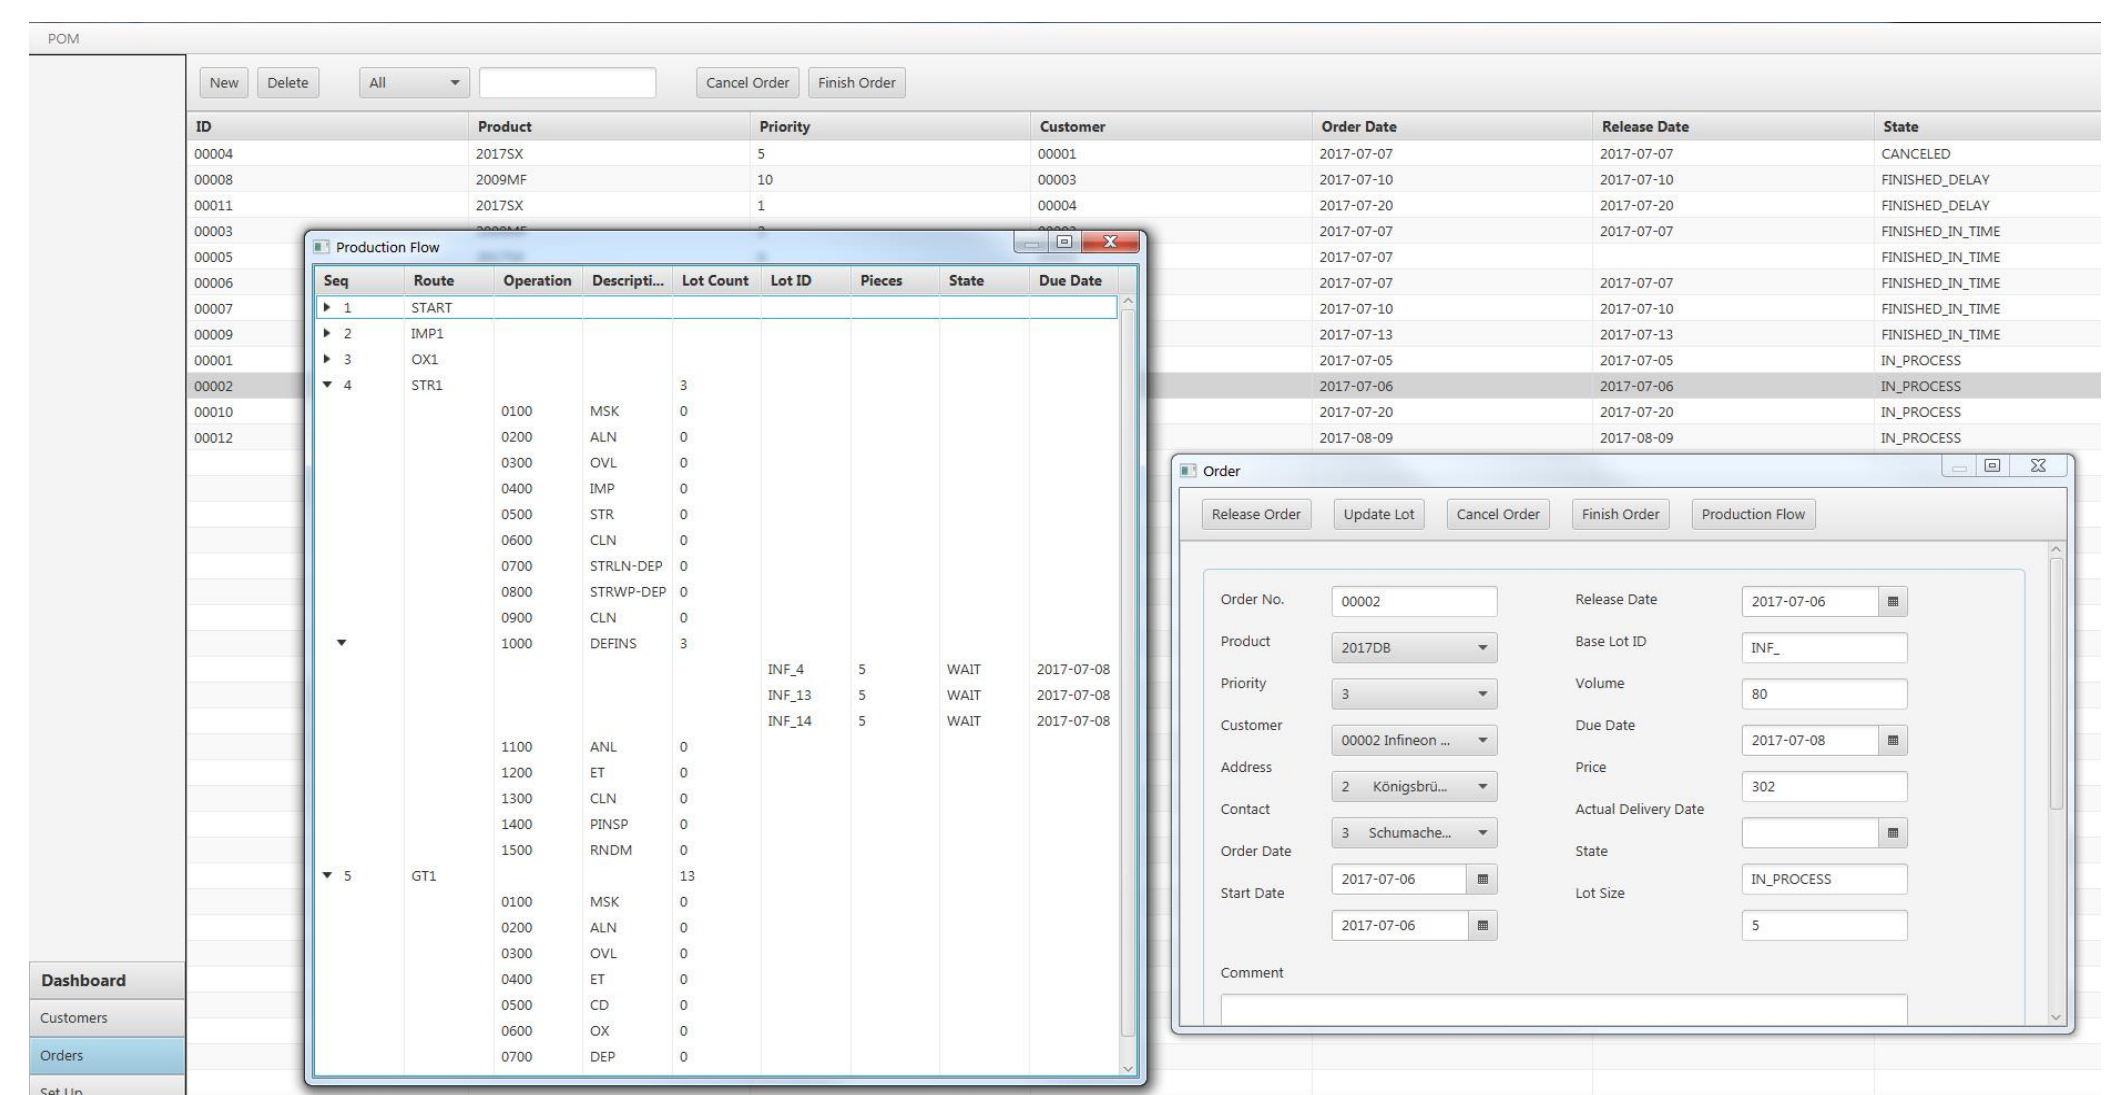 POM
New Delete All Cancel Order Finish Order
ID Product Priority Customer Order Date Release Date State
00004 2017SX 5 00001 2017-07-07 2017-07-07 CANCELED
00008 2009MF 10 00003 2017-07-10 2017-07-10 FINISHED_DELAY
00011 2017SX 1 00004 2017-07-20 2017-07-20 FINISHED_DELAY
00003 2017-07-07 2017-07-07 FINISHED_IN_TIME
00005 2017-07-07 FINISHED_IN_TIME
00006 2017-07-07 2017-07-07 FINISHED_IN_TIME
00007 2017-07-10 2017-07-10 FINISHED_IN_TIME
00009 2017-07-13 2017-07-13 FINISHED_IN_TIME
00001 2017-07-05 2017-07-05 IN_PROCESS
00002 2017-07-06 2017-07-06 IN_PROCESS
00010 2017-07-20 2017-07-20 IN_PROCESS
00012 2017-08-09 2017-08-09 IN_PROCESS
Production Flow
Seq Route Operation Descripti... Lot Count Lot ID Pieces State Due Date
1 START
2 IMP1
3 OX1
4 STR1 3
0100 MSK 0
0200 ALN 0
0300 OVL 0
0400 IMP 0
0500 STR 0
0600 CLN 0
0700 STRLN-DEP 0
0800 STRWP-DEP 0
0900 CLN 0
1000 DEFINS 3
INF_4 5 WAIT 2017-07-08
INF_13 5 WAIT 2017-07-08
INF_14 5 WAIT 2017-07-08
1100 ANL 0
1200 ET 0
1300 CLN 0
1400 PINSP 0
1500 RNDM 0
5 GT1 13
0100 MSK 0
0200 ALN 0
0300 OVL 0
0400 ET 0
0500 CD 0
0600 OX 0
0700 DEP 0
Order
Release Order Update Lot Cancel Order Finish Order Production Flow
Order No. 00002 Release Date 2017-07-06
Product 2017DB Base Lot ID INF_
Priority 3 Volume 80
Customer 00002 Infineon ... Due Date 2017-07-08
Address 2 Königsbrü... Price 302
Contact 3 Schumache... Actual Delivery Date
Order Date 2017-07-06 State IN_PROCESS
Start Date 2017-07-06 Lot Size 5
Comment
Dashboard
Customers
Orders
Set Up